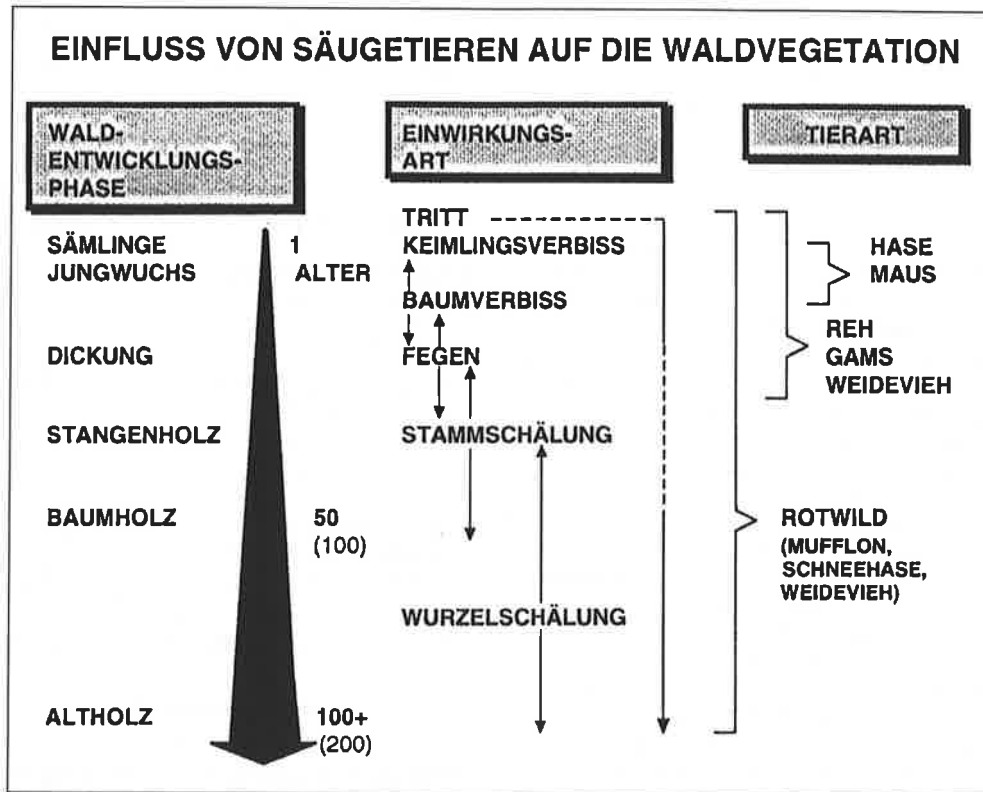 EINFLUSS VON SÄUGETIEREN AUF DIE WALDVEGETATION
WALD-
ENTWICKLUNGS-
PHASE
EINWIRKUNGS-
ART
TIERART
SÄMLINGE
JUNGWUCHS
1
ALTER
DICKUNG
STANGENHOLZ
BAUMHOLZ
50
(100)
ALTHOLZ
100+
(200)
TRITT
KEIMLINGSVERBISS
BAUMVERBISS
FEGEN
STAMMSCHÄLUNG
WURZELSCHÄLUNG
HASE
MAUS
REH
GAMS
WEIDEVIEH
ROTWILD
(MUFFLON,
SCHNEEHASE,
WEIDEVIEH)